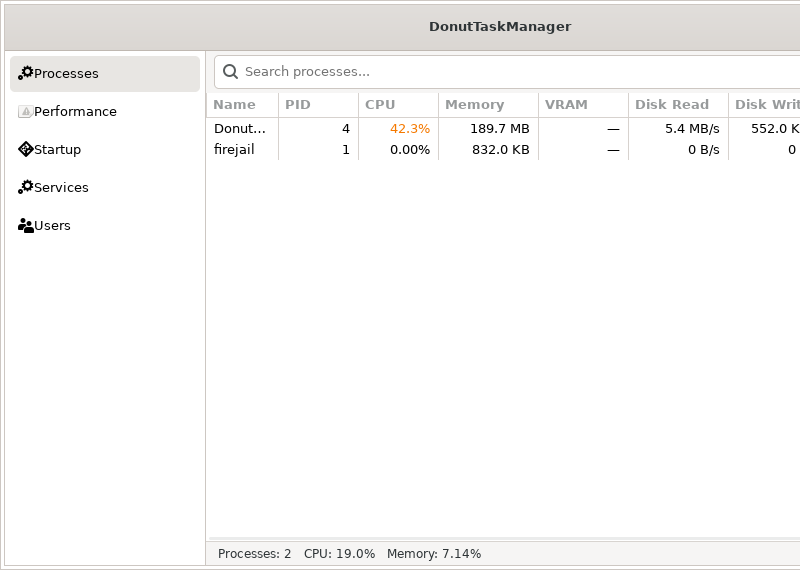 DonutTaskManager
Processes
Performance
Startup
Services
Users
Search processes...
Name PID CPU Memory VRAM Disk Read Disk Writ
Donut... 4 42.3% 189.7 MB — 5.4 MB/s 552.0 K
firejail 1 0.00% 832.0 KB — 0 B/s 0
Processes: 2 CPU: 19.0% Memory: 7.14%